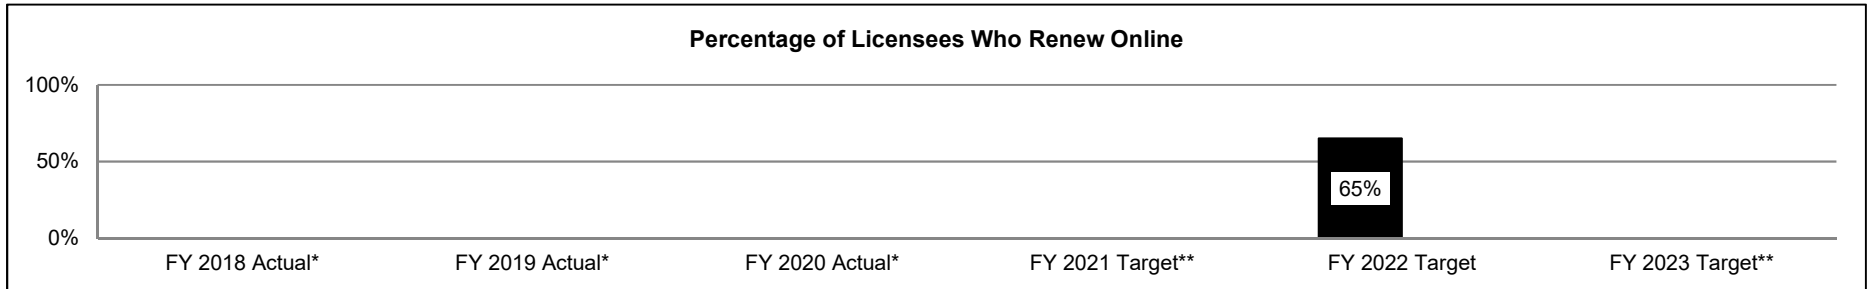 Percentage of Licensees Who Renew Online
100%
50%
65%
0%
FY 2018 Actual* FY 2019 Actual* FY 2020 Actual* FY 2021 Target** FY 2022 Target FY 2023 Target**